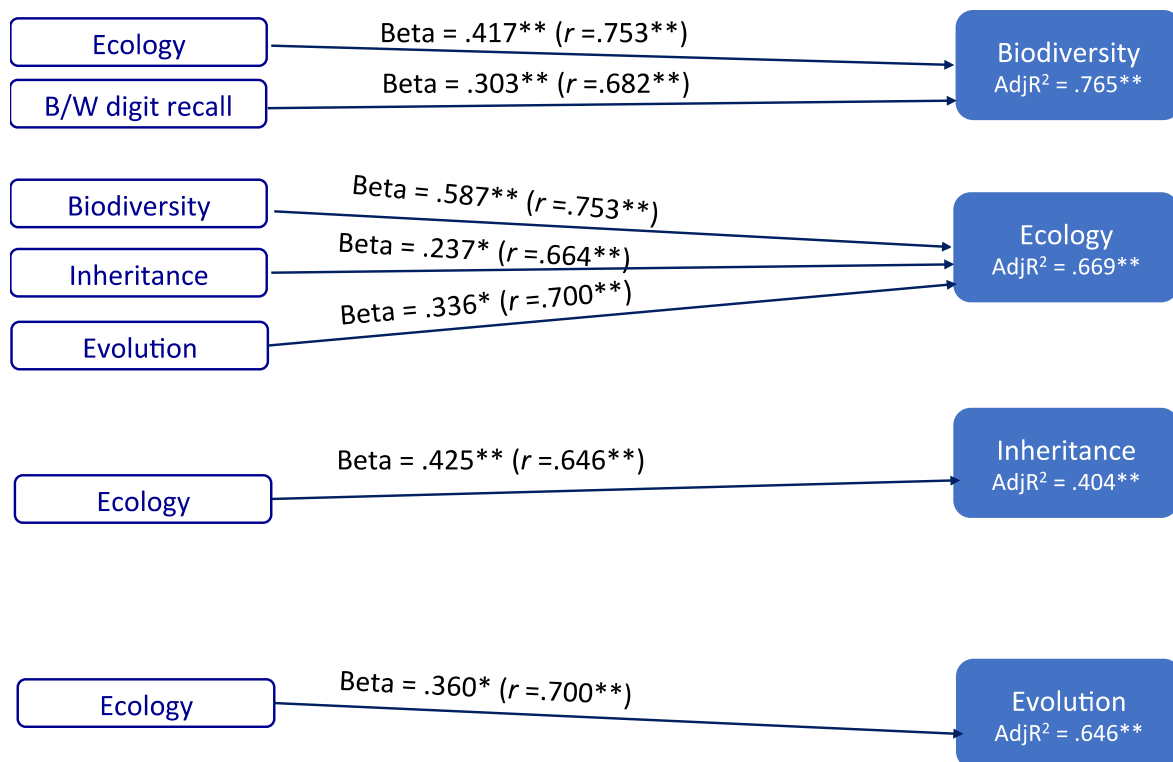 Ecology
Beta = .417** (r =.753**)
B/W digit recall
Beta = .303** (r =.682**)
Biodiversity
AdjR² = .765**
Biodiversity
Beta = .587** (r =.753**)
Inheritance
Beta = .237* (r =.664**)
Evolution
Beta = .336* (r =.700**)
Ecology
AdjR² = .669**
Ecology
Beta = .425** (r =.646**)
Inheritance
AdjR² = .404**
Ecology
Beta = .360* (r =.700**)
Evolution
AdjR² = .646**